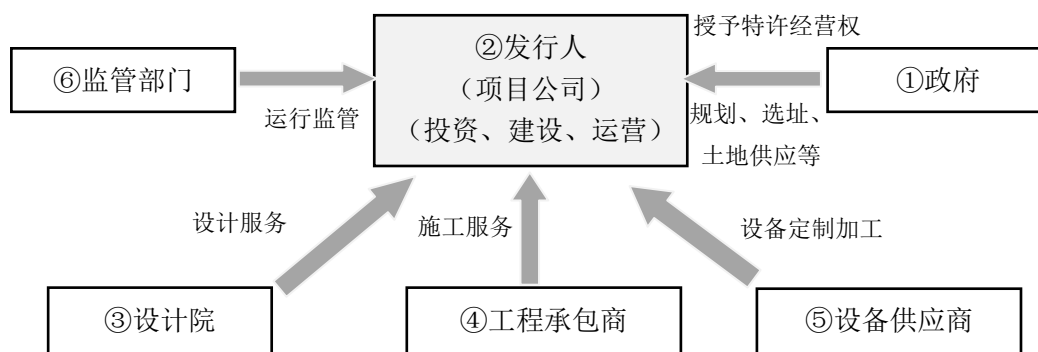 授予特许经营权
②发行人
(项目公司)
(投资、建设、运营)
⑥监管部门
①政府
运行监管
规划、选址、
土地供应等
设计服务
施工服务
设备定制加工
③设计院
④工程承包商
⑤设备供应商